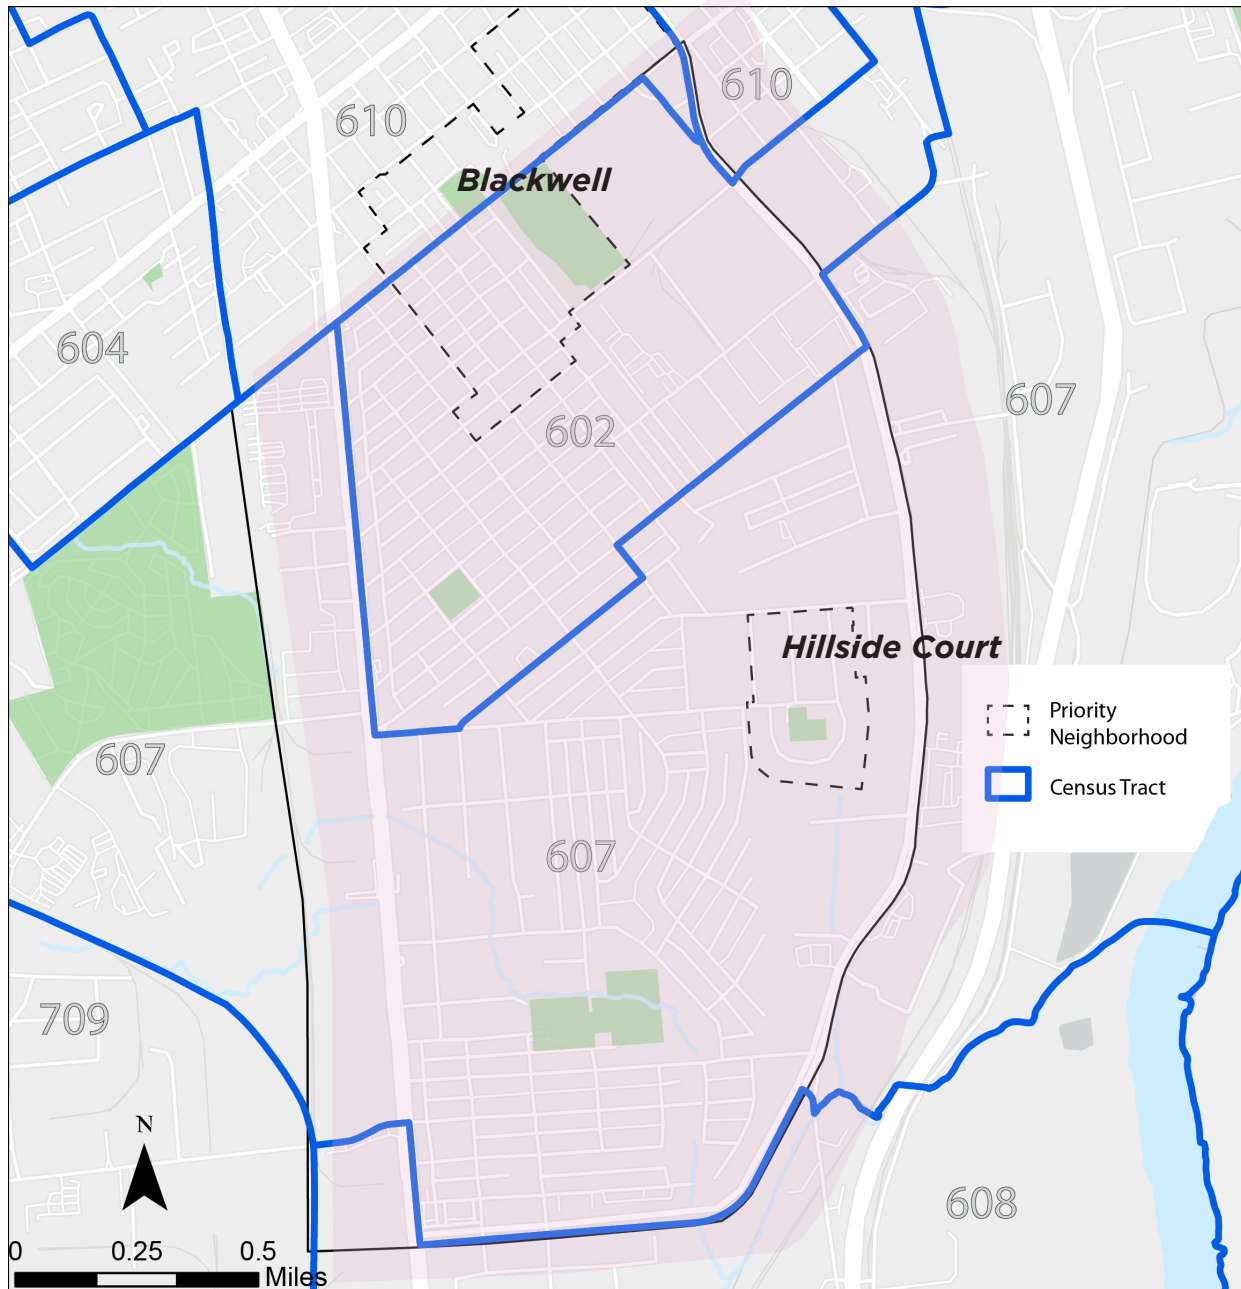 610
610
Blackwell
604
607
602
Hillside Court
Priority
Neighborhood
Census Tract
607
607
709
N
608
0 0.25 0.5
Miles